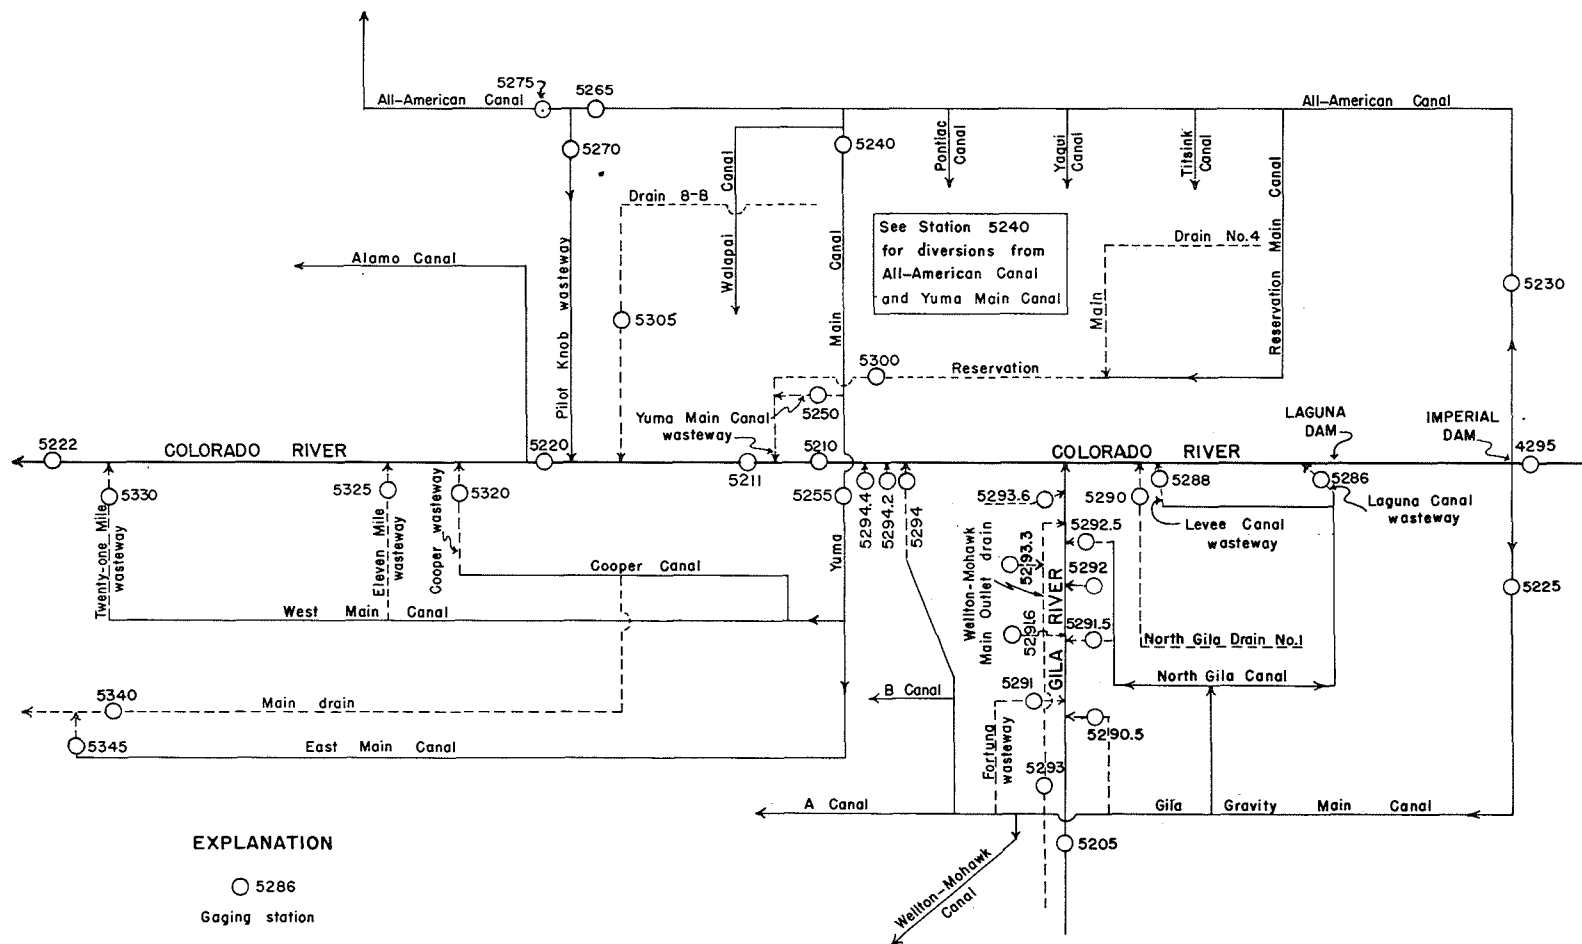 5275
5265
All-American Canal
All-American Canal
5270
5240
Pontiac
Canal
Yaqui
Canal
Titsink
Canal
Drain 8-B
Walapai Canal
Main Canal
Reservation Main Canal
See Station 5240
for diversions from
All-American Canal
and Yuma Main Canal
Drain No.4
Main
Alamo Canal
Pilot Knob wasteway
5305
5230
5300
Reservation
5250
Yuma Main Canal
wasteway
LAGUNA
DAM
IMPERIAL
DAM
5222
COLORADO RIVER
5220
5211
5210
COLORADO RIVER
4295
5330
5325
5320
5255
5294.4
5294.2
5294
5293.6
5290
5288
5286
Laguna Canal
wasteway
Levee Canal
wasteway
Twenty-one Mile
wasteway
Eleven Mile
wasteway
Cooper wasteway
Yuma
Cooper Canal
West Main Canal
Wellton-Mohawk
Main Outlet drain
5293.3
5292.5
5292
5291.6
5291.5
GILA RIVER
5225
North Gila Drain No.1
North Gila Canal
5291
B Canal
5290.5
5340
Main drain
5345
East Main Canal
Fortuna
wasteway
5293
A Canal
Gila Gravity Main Canal
5205
Wellton-Mohawk
Canal
EXPLANATION
5286
Gaging station